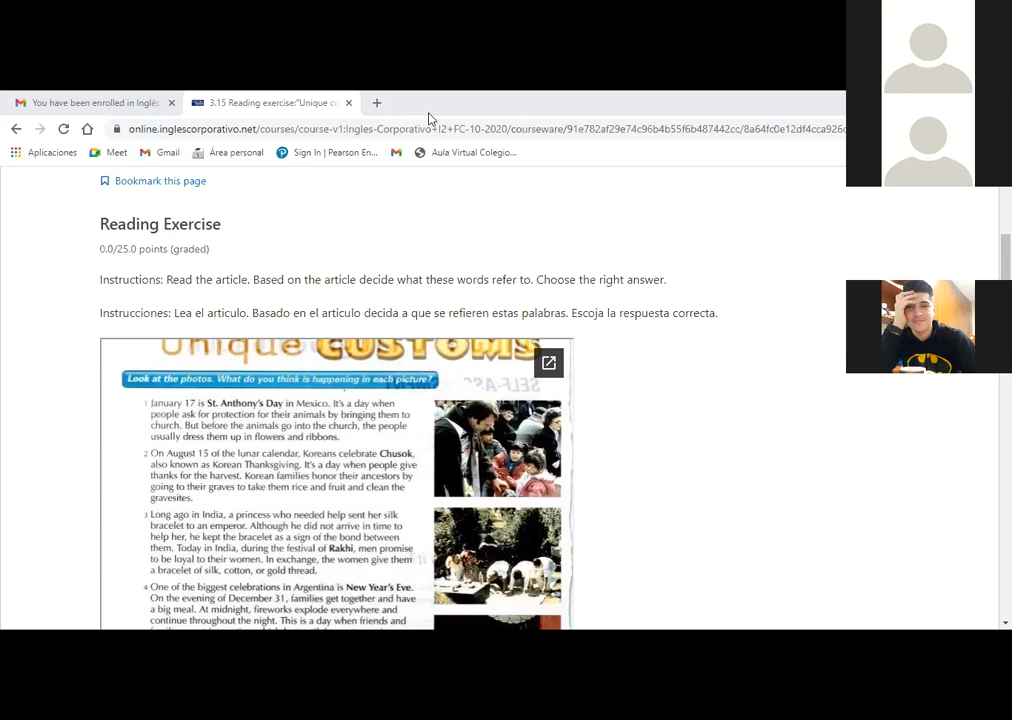 You have been enrolled in Inglés
3.15 Reading exercise:"Unique cc
online.inglescorporativo.net/courses/course-v1:Ingles-Corporativo+I2+FC-10-2020/courseware/91e782af29e74c96b4b55f6b487442cc/8a64fc0e12df4cca926c
Aplicaciones Meet Gmail Área personal Sign In | Pearson En... Aula Virtual Colegio...
Bookmark this page
Reading Exercise
0.0/25.0 points (graded)
Instructions: Read the article. Based on the article decide what these words refer to. Choose the right answer.
Instrucciones: Lea el articulo. Basado en el articulo decida a que se refieren estas palabras. Escoja la respuesta correcta.
Unique CUSTOMS
Look at the photos. What do you think is happening in each picture?
1 January 17 is St. Anthony's Day in Mexico. It's a day when
people ask for protection for their animals by bringing them to
church. But before the animals go into the church, the people
usually dress them up in flowers and ribbons.
2 On August 15 of the lunar calendar, Koreans celebrate Chusok,
also known as Korean Thanksgiving. It's a day when people give
thanks for the harvest. Korean families honor their ancestors by
going to their graves to take them rice and fruit and clean the
gravesites.
3 Long ago in India, a princess who needed help sent her silk
bracelet to an emperor. Although he did not arrive in time to
help her, he kept the bracelet as a sign of the bond between
them. Today in India, during the festival of Rakhi, men promise
to be loyal to their women. In exchange, the women give them
a bracelet of silk, cotton, or gold thread.
4 One of the biggest celebrations in Argentina is New Year's Eve.
On the evening of December 31, families get together and have
a big meal. At midnight, fireworks explode everywhere and
continue throughout the night. This is a day when friends and